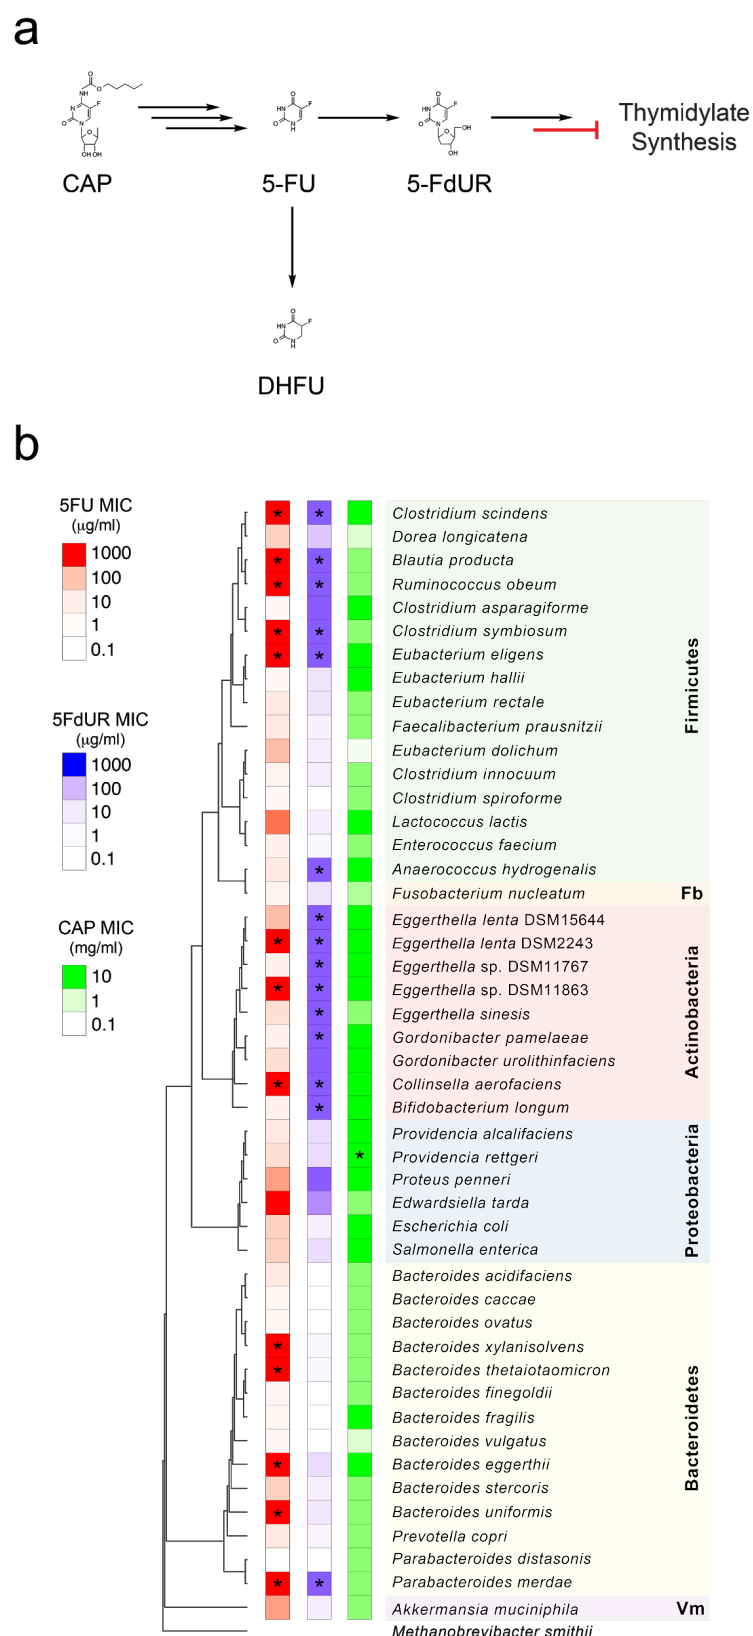 a
CAP
5-FU
5-FdUR
Thymidylate
Synthesis
DHFU
b
5FU MIC
(µg/ml)
1000
100
10
1
0.1
5FdUR MIC
(µg/ml)
1000
100
10
1
0.1
CAP MIC
(mg/ml)
10
1
0.1
* * Clostridium scindens
Dorea longicatena
* * Blautia producta
* * Ruminococcus obeum
Clostridium asparagiforme
* * Clostridium symbiosum
* * Eubacterium eligens
Eubacterium hallii
Eubacterium rectale
Faecalibacterium prausnitzii
Eubacterium dolichum
Clostridium innocuum
Clostridium spiroforme
Lactococcus lactis
Enterococcus faecium
* Anaerococcus hydrogenalis
Firmicutes
Fusobacterium nucleatum Fb
* Eggerthella lenta DSM15644
* * Eggerthella lenta DSM2243
* Eggerthella sp. DSM11767
* * Eggerthella sp. DSM11863
* Eggerthella sinesis
* Gordonibacter pamelaeae
Gordonibacter urolithinfaciens
* * Collinsella aerofaciens
* Bifidobacterium longum
Actinobacteria
Providencia alcalifaciens
* Providencia rettgeri
Proteus penneri
Edwardsiella tarda
Escherichia coli
Salmonella enterica
Proteobacteria
Bacteroides acidifaciens
Bacteroides caccae
Bacteroides ovatus
* Bacteroides xylanisolvens
* Bacteroides thetaiotaomicron
Bacteroides finegoldii
Bacteroides fragilis
Bacteroides vulgatus
* Bacteroides eggerthii
Bacteroides stercoris
* Bacteroides uniformis
Prevotella copri
Parabacteroides distasonis
* * Parabacteroides merdae
Bacteroidetes
Akkermansia muciniphila Vm
Methanobrevibacter smithii